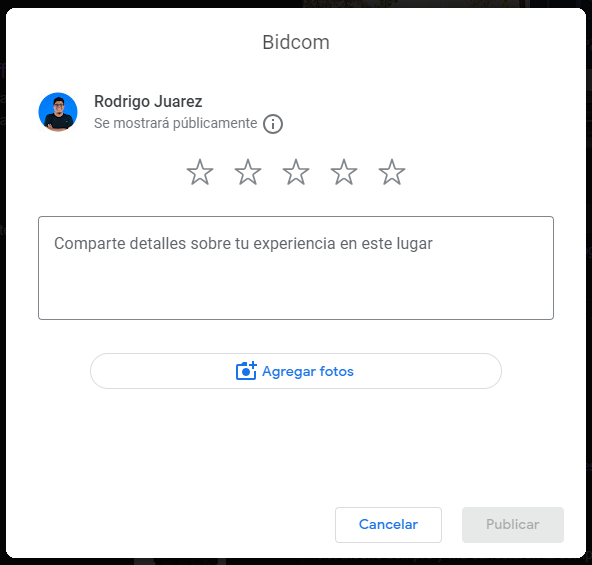 Bidcom
Rodrigo Juarez
Se mostrará públicamente
Comparte detalles sobre tu experiencia en este lugar
Agregar fotos
Cancelar Publicar